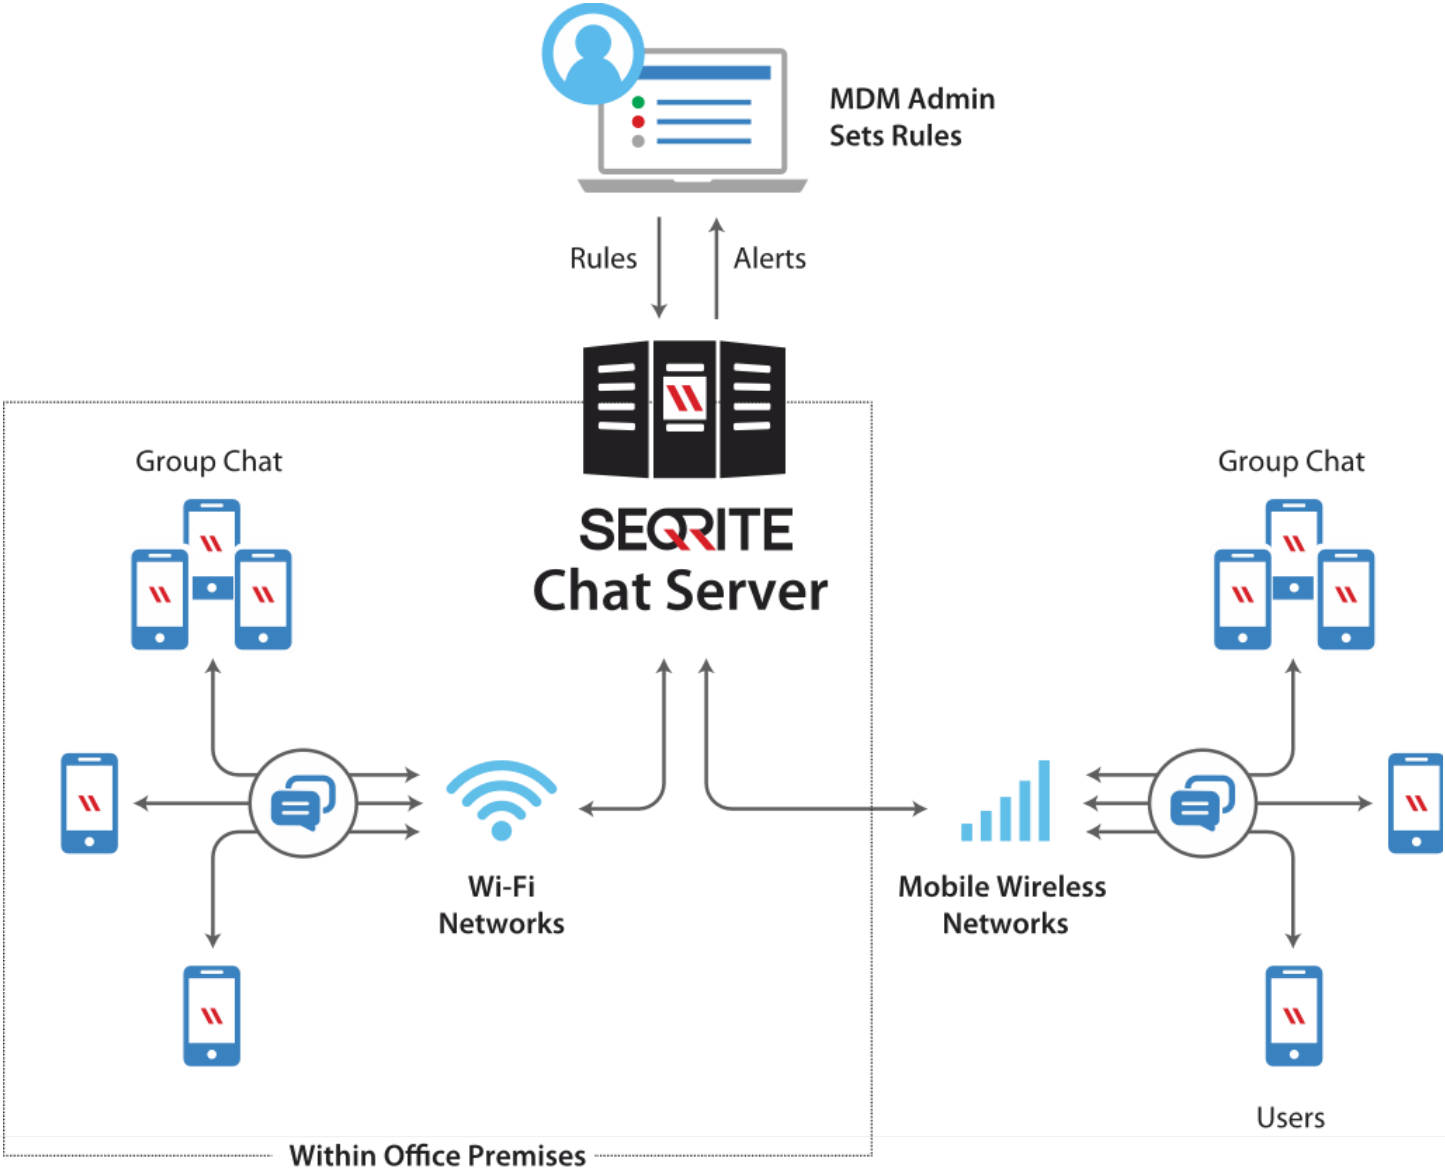 MDM Admin
Sets Rules
Rules
Alerts
SEQRITE
Chat Server
Group Chat
Group Chat
Wi-Fi
Networks
Mobile Wireless
Networks
Users
Within Office Premises